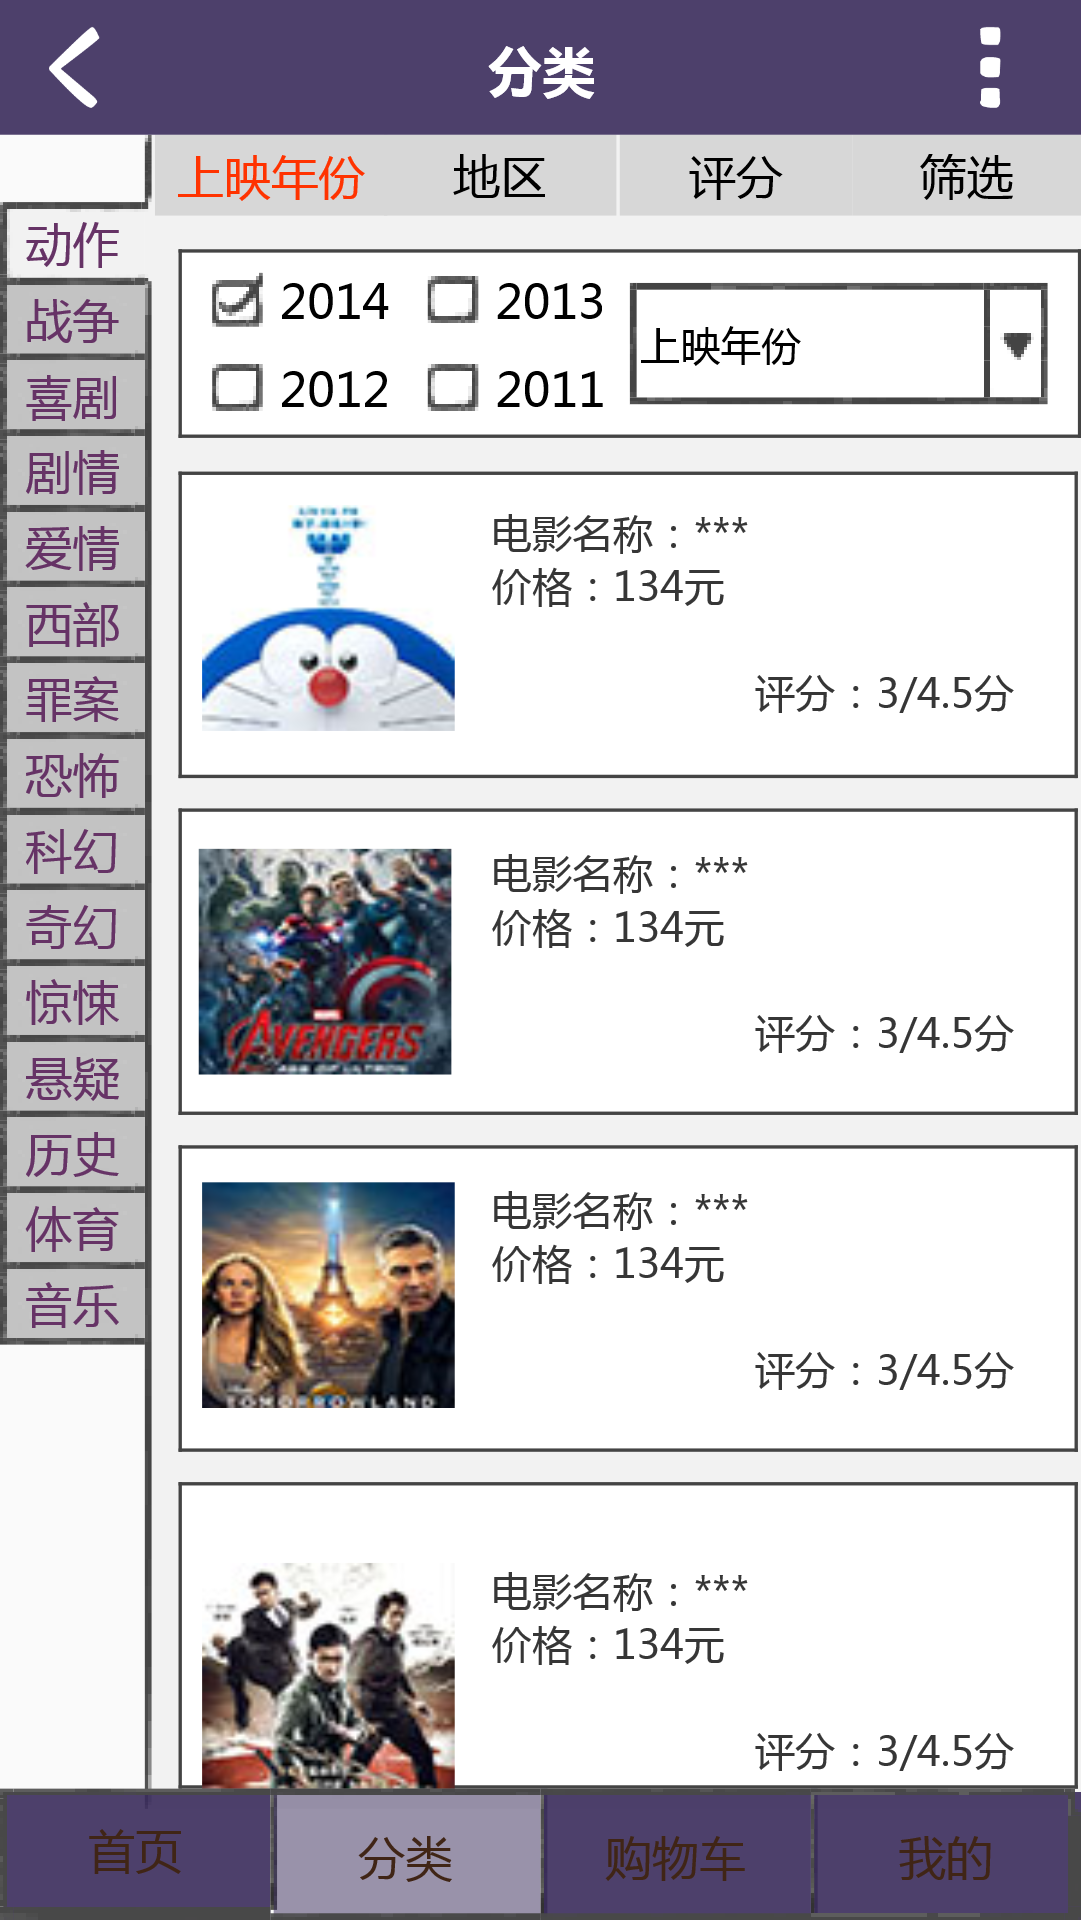 分类
上映年份 地区 评分 筛选
动作
战争
喜剧
剧情
爱情
西部
罪案
恐怖
科幻
奇幻
惊悚
悬疑
历史
体育
音乐
2014 2013
2012 2011
上映年份
电影名称：***
价格：134元
评分：3/4.5分
AVENGERS
电影名称：***
价格：134元
评分：3/4.5分
TOMORROWLAND
电影名称：***
价格：134元
评分：3/4.5分
电影名称：***
价格：134元
评分：3/4.5分
首页 分类 购物车 我的